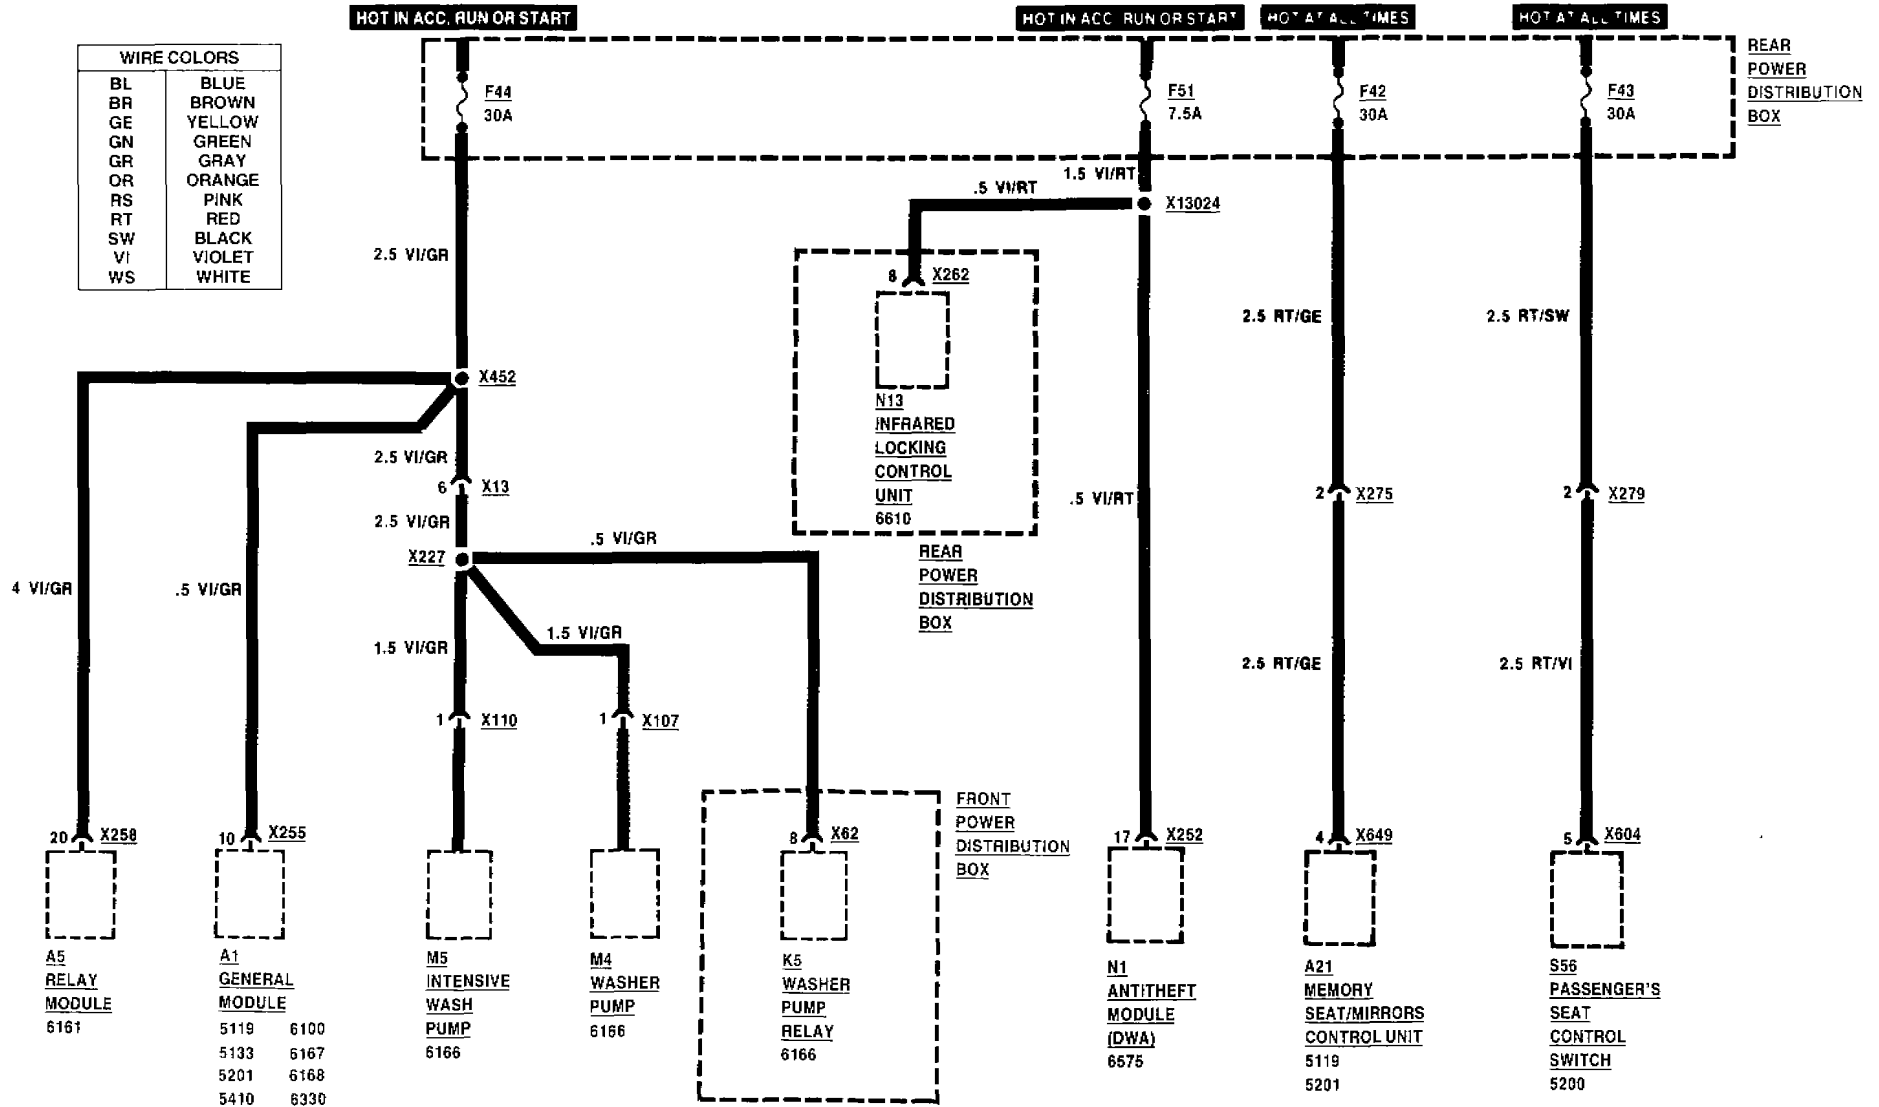 HOT IN ACC, RUN OR START
HOT IN ACC RUN OR START
HOT AT ALL TIMES
HOT AT ALL TIMES
WIRE COLORS
BL BLUE
BR BROWN
GE YELLOW
GN GREEN
GR GRAY
OR ORANGE
RS PINK
RT RED
SW BLACK
VI VIOLET
WS WHITE
F44
30A
F51
7.5A
F42
30A
F43
30A
REAR
POWER
DISTRIBUTION
BOX
1.5 VI/RT
.5 VI/RT
X13024
2.5 VI/GR
8 X262
N13
INFRARED
LOCKING
CONTROL
UNIT
6610
REAR
POWER
DISTRIBUTION
BOX
2.5 RT/GE
2.5 RT/SW
X452
2.5 VI/GR
6 X13
2.5 VI/GR
X227
.5 VI/GR
.5 VI/RT
2 X275
2 X279
4 VI/GR
.5 VI/GR
1.5 VI/GR
1.5 VI/GR
2.5 RT/GE
2.5 RT/VI
1 X110
1 X107
FRONT
POWER
DISTRIBUTION
BOX
20 X258
10 X255
8 X62
17 X252
4 X649
5 X604
A5
RELAY
MODULE
6161
A1
GENERAL
MODULE
5119 6100
5133 6167
5201 6168
5410 6330
M5
INTENSIVE
WASH
PUMP
6166
M4
WASHER
PUMP
6166
K5
WASHER
PUMP
RELAY
6166
N1
ANTITHEFT
MODULE
(DWA)
6575
A21
MEMORY
SEAT/MIRRORS
CONTROL UNIT
5119
5201
S56
PASSENGER'S
SEAT
CONTROL
SWITCH
5200